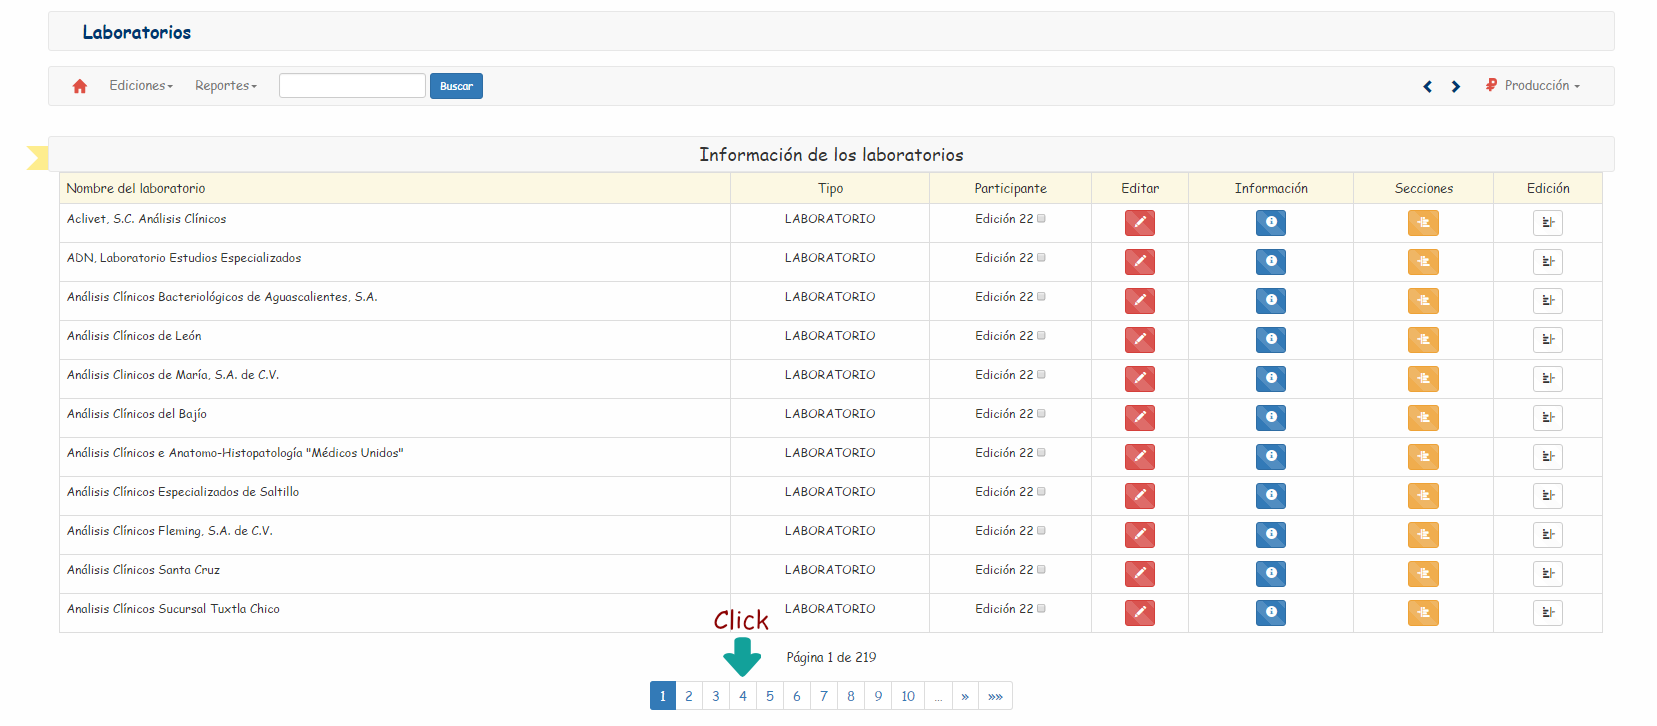 Laboratorios
Ediciones Reportes Buscar Producción
Información de los laboratorios
Nombre del laboratorio Tipo Participante Editar Información Secciones Edición
Aclivet, S.C. Análisis Clínicos LABORATORIO Edición 22
ADN, Laboratorio Estudios Especializados LABORATORIO Edición 22
Análisis Clínicos Bacteriológicos de Aguascalientes, S.A. LABORATORIO Edición 22
Análisis Clínicos de León LABORATORIO Edición 22
Análisis Clinicos de María, S.A. de C.V. LABORATORIO Edición 22
Análisis Clínicos del Bajío LABORATORIO Edición 22
Análisis Clínicos e Anatomo-Histopatología "Médicos Unidos" LABORATORIO Edición 22
Análisis Clínicos Especializados de Saltillo LABORATORIO Edición 22
Análisis Clínicos Fleming, S.A. de C.V. LABORATORIO Edición 22
Análisis Clínicos Santa Cruz LABORATORIO Edición 22
Analisis Clínicos Sucursal Tuxtla Chico LABORATORIO Edición 22
Click
Página 1 de 219
1 2 3 4 5 6 7 8 9 10 ... » »»